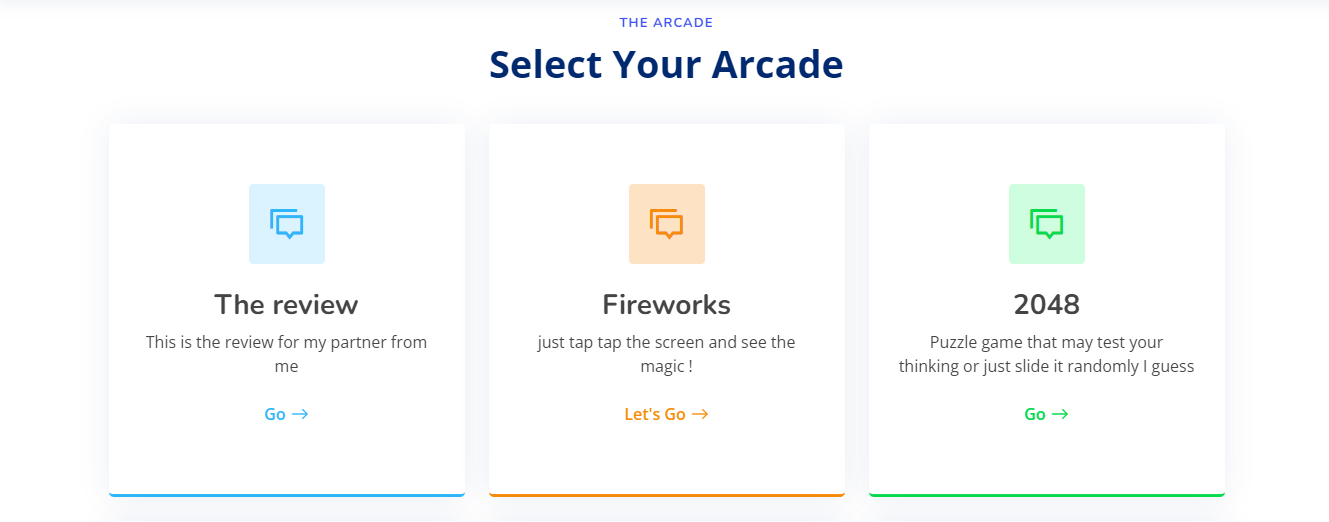 THE ARCADE
Select Your Arcade
The review
This is the review for my partner from
me
Go →
Fireworks
just tap tap the screen and see the
magic !
Let's Go →
2048
Puzzle game that may test your
thinking or just slide it randomly I guess
Go →